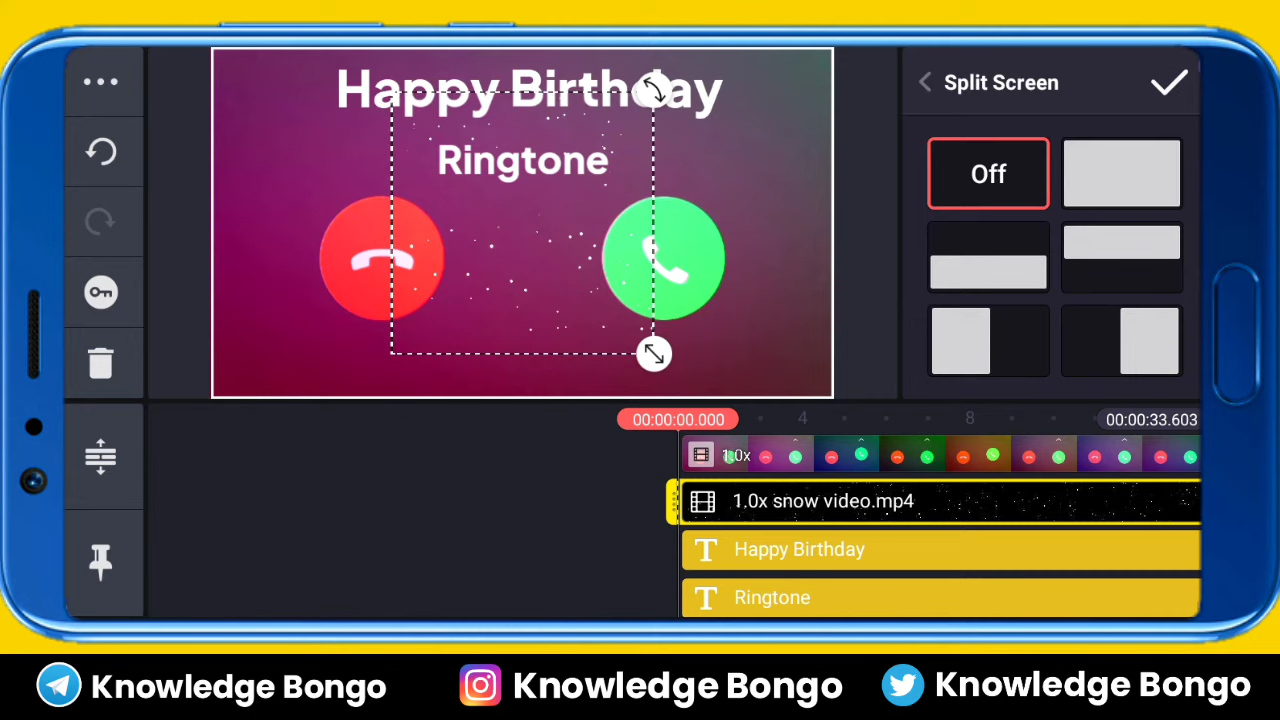 Happy Birthday
Ringtone
Split Screen
Off
00:00:00.000
4
8
00:00:33.603
1.0x
1.0x snow video.mp4
T Happy Birthday
T Ringtone
Knowledge Bongo
Knowledge Bongo
Knowledge Bongo